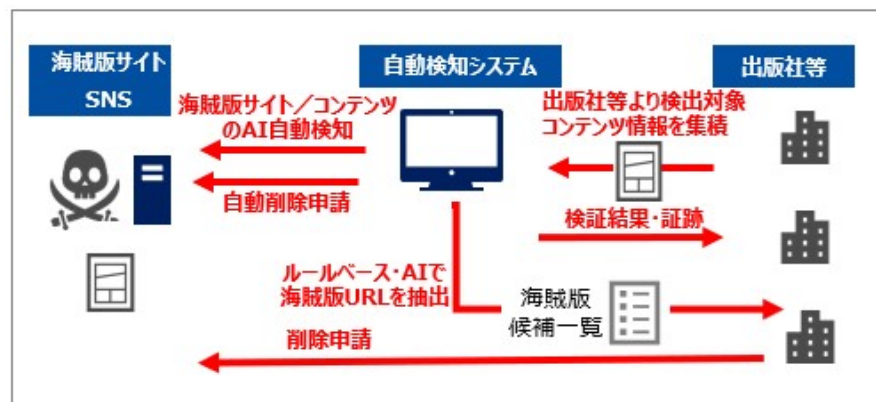 海賊版サイト
SNS
自動検知システム
出版社等
海賊版サイト／コンテンツ
のAI自動検知
出版社等より検出対象
コンテンツ情報を集積
自動削除申請
検証結果・証跡
ルールベース・AIで
海賊版URLを抽出
海賊版
候補一覧
削除申請